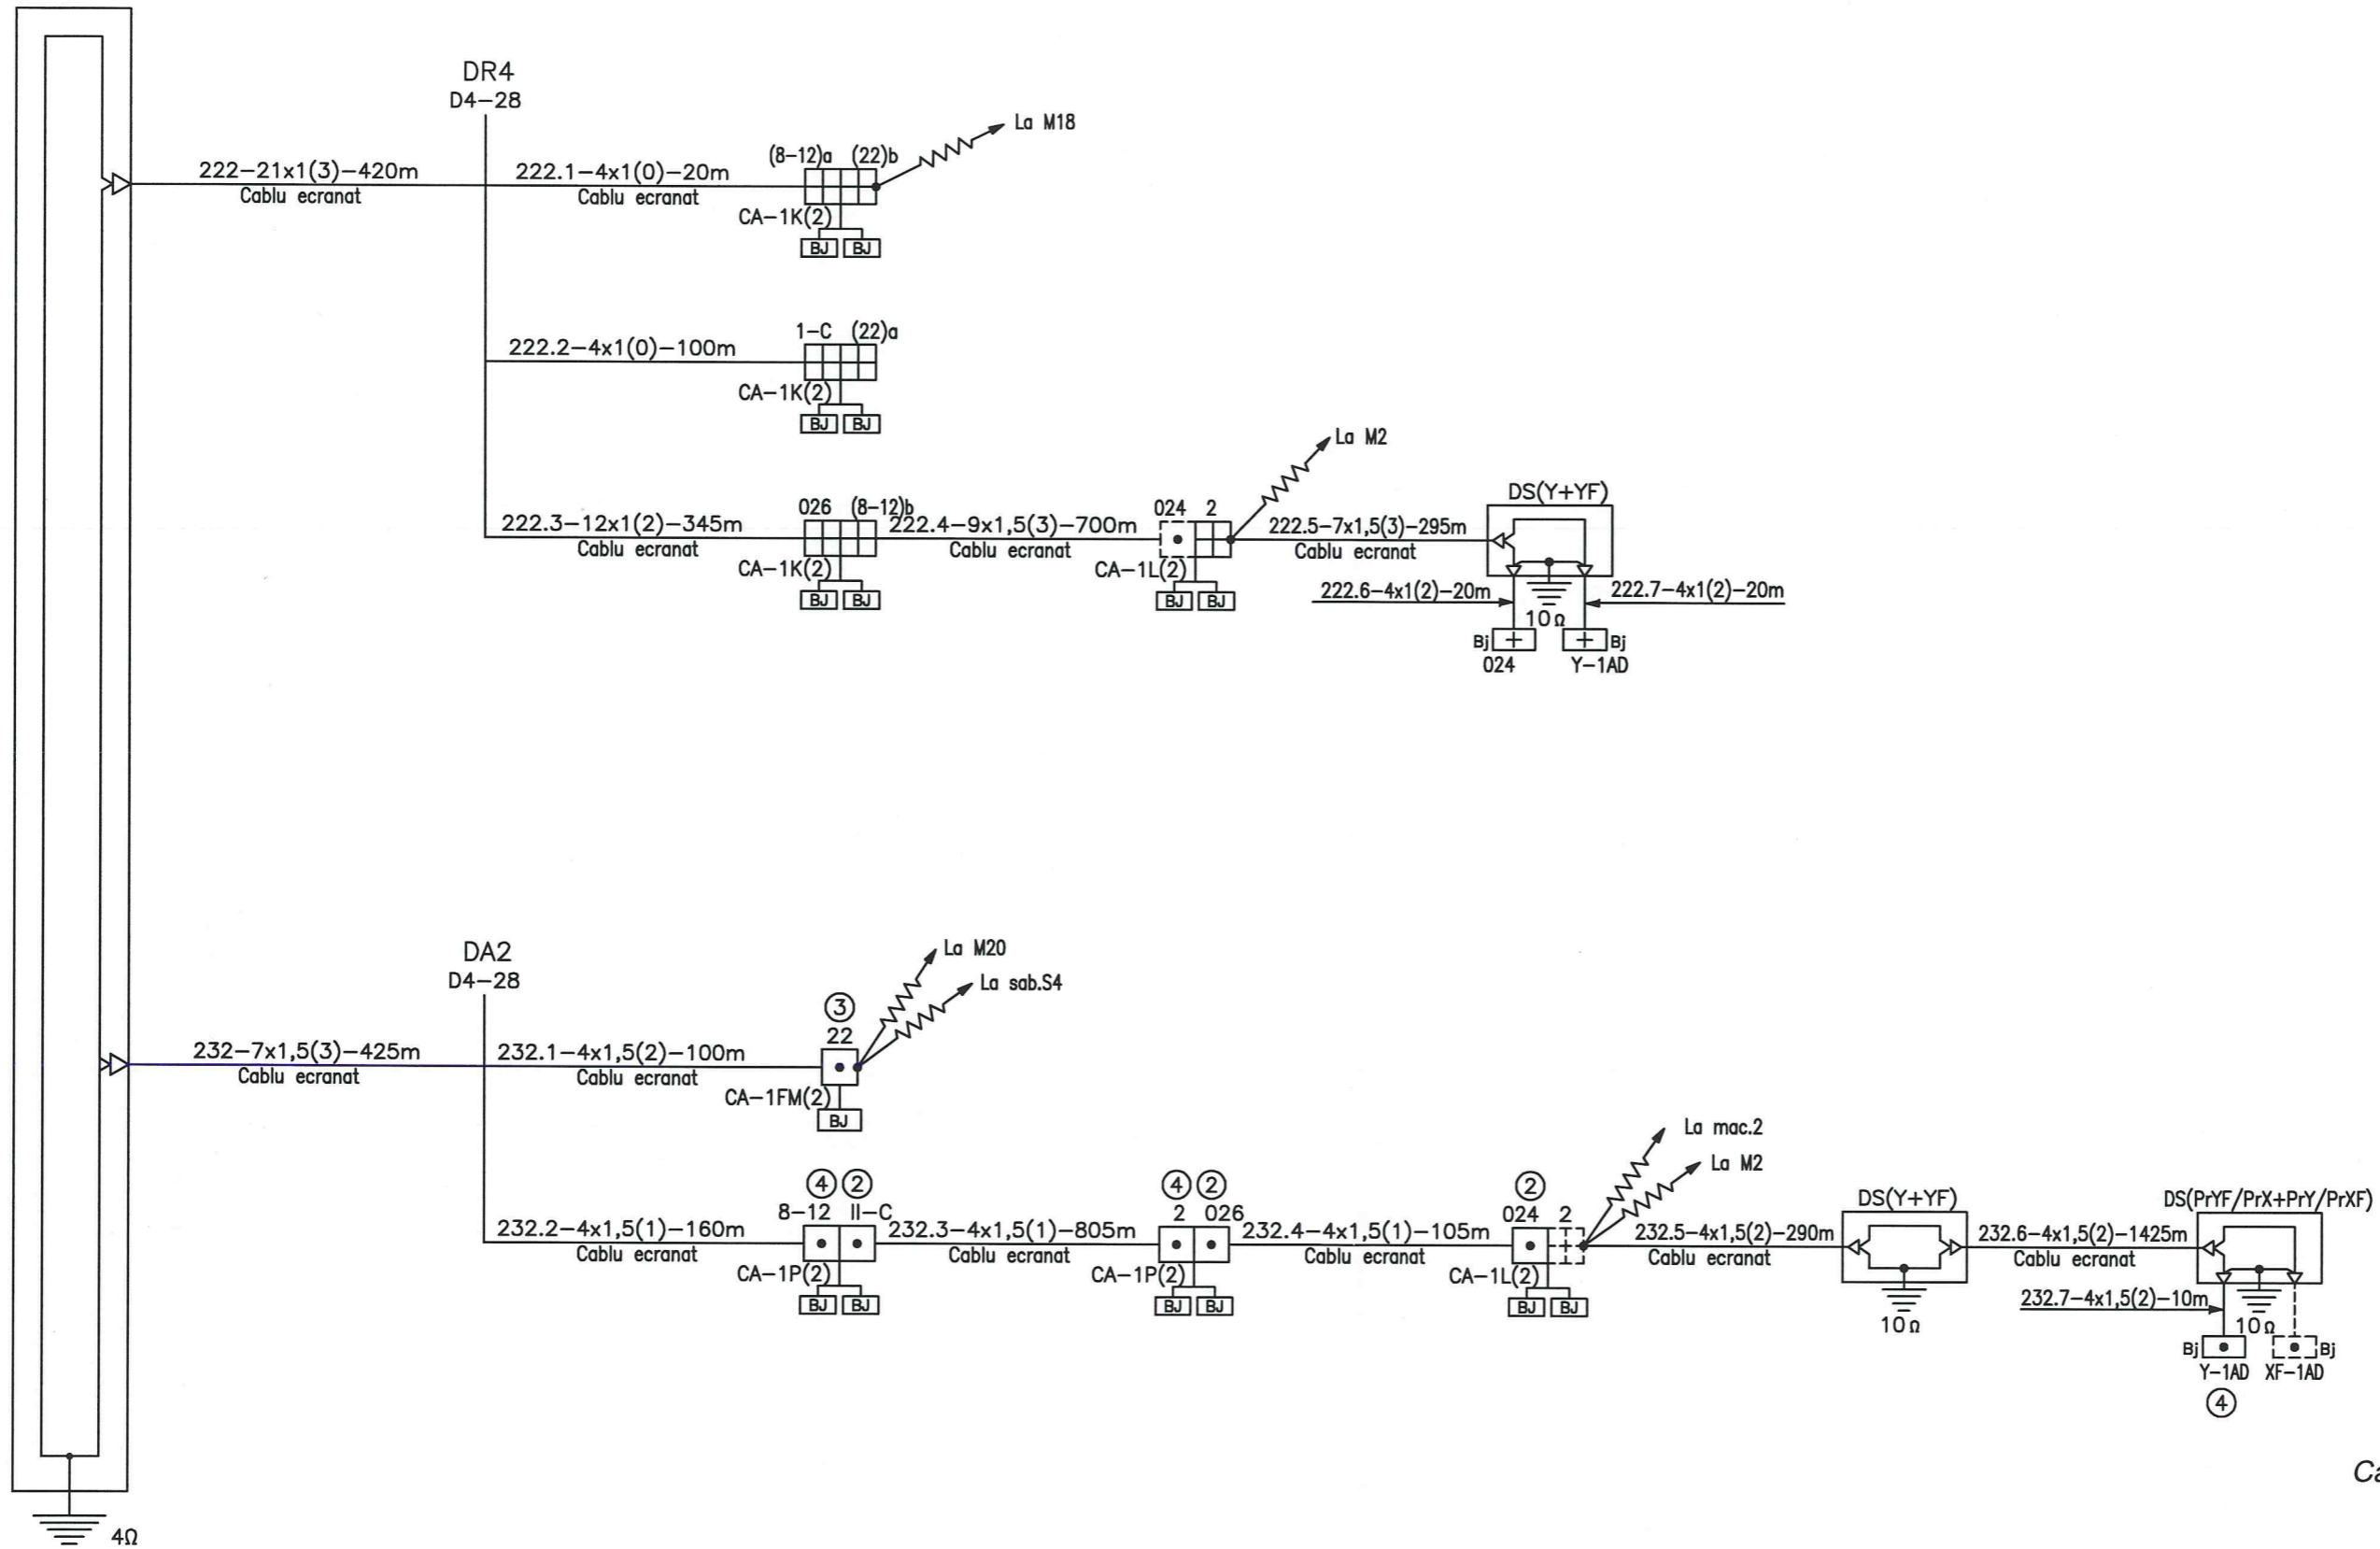 DR4
D4-28
La M18
222-21x1(3)-420m
Cablu ecranat
222.1-4x1(0)-20m
Cablu ecranat
(8-12)a (22)b
CA-1K(2)
BJ BJ
222.2-4x1(0)-100m
1-C (22)a
CA-1K(2)
BJ BJ
222.3-12x1(2)-345m
Cablu ecranat
026 (8-12)b
CA-1K(2)
BJ BJ
222.4-9x1,5(3)-700m
Cablu ecranat
024 2
CA-1L(2)
BJ BJ
La M2
222.5-7x1,5(3)-295m
Cablu ecranat
DS(Y+YF)
222.6-4x1(2)-20m
222.7-4x1(2)-20m
10Ω
Bj
024
Bj
Y-1AD
DA2
D4-28
La M20
La sab.S4
232-7x1,5(3)-425m
Cablu ecranat
232.1-4x1,5(2)-100m
Cablu ecranat
3
22
CA-1FM(2)
BJ
232.2-4x1,5(1)-160m
Cablu ecranat
4 2
8-12 II-C
CA-1P(2)
BJ BJ
232.3-4x1,5(1)-805m
Cablu ecranat
4 2
2 026
CA-1P(2)
BJ BJ
232.4-4x1,5(1)-105m
Cablu ecranat
2
024 2
CA-1L(2)
BJ BJ
La mac.2
La M2
232.5-4x1,5(2)-290m
Cablu ecranat
DS(Y+YF)
10Ω
232.6-4x1,5(2)-1425m
Cablu ecranat
DS(PrYF/PrX+PrY/PrXF)
232.7-4x1,5(2)-10m
10Ω
Bj
Y-1AD
4
Bj
XF-1AD
4Ω